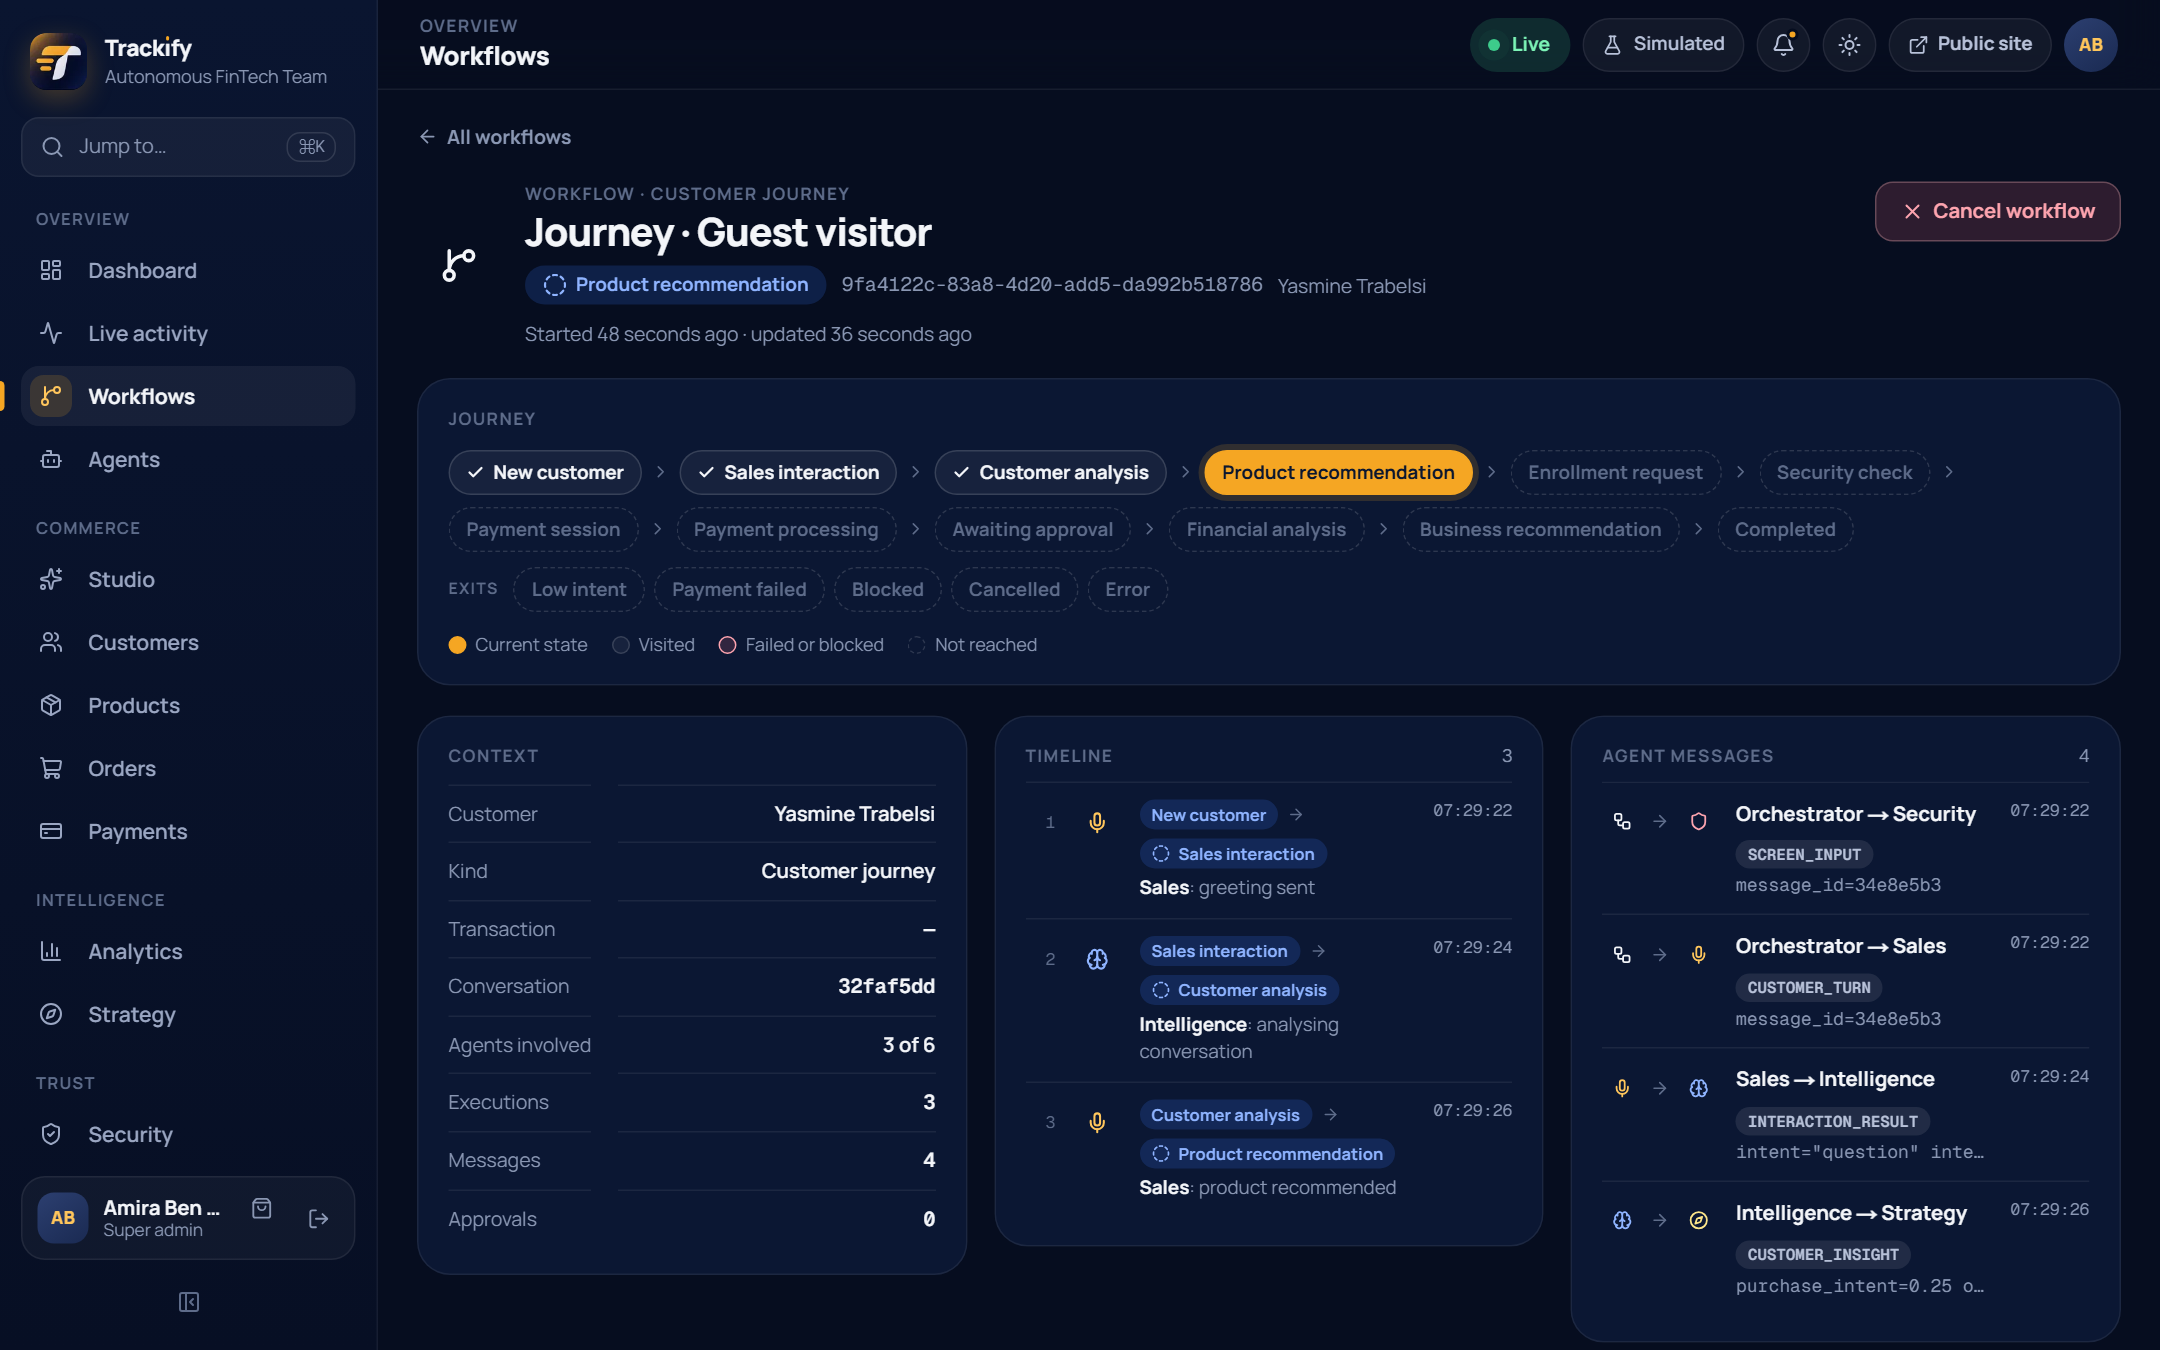 Trackify
Autonomous FinTech Team
Jump to...
⌘K
OVERVIEW
Dashboard
Live activity
Workflows
Agents
COMMERCE
Studio
Customers
Products
Orders
Payments
INTELLIGENCE
Analytics
Strategy
TRUST
Security
AB
Amira Ben ...
Super admin
OVERVIEW
Workflows
Live
Simulated
Public site
AB
All workflows
WORKFLOW · CUSTOMER JOURNEY
Journey · Guest visitor
Product recommendation 9fa4122c-83a8-4d20-add5-da992b518786 Yasmine Trabelsi
Started 48 seconds ago · updated 36 seconds ago
Cancel workflow
JOURNEY
New customer Sales interaction Customer analysis Product recommendation Enrollment request Security check
Payment session Payment processing Awaiting approval Financial analysis Business recommendation Completed
EXITS Low intent Payment failed Blocked Cancelled Error
Current state Visited Failed or blocked Not reached
CONTEXT
Customer Yasmine Trabelsi
Kind Customer journey
Transaction –
Conversation 32faf5dd
Agents involved 3 of 6
Executions 3
Messages 4
Approvals 0
TIMELINE 3
1 New customer → 07:29:22
Sales interaction
Sales: greeting sent
2 Sales interaction → 07:29:24
Customer analysis
Intelligence: analysing
conversation
3 Customer analysis → 07:29:26
Product recommendation
Sales: product recommended
AGENT MESSAGES 4
Orchestrator → Security 07:29:22
SCREEN_INPUT
message_id=34e8e5b3
Orchestrator → Sales 07:29:22
CUSTOMER_TURN
message_id=34e8e5b3
Sales → Intelligence 07:29:24
INTERACTION_RESULT
intent="question" inte...
Intelligence → Strategy 07:29:26
CUSTOMER_INSIGHT
purchase_intent=0.25 o...